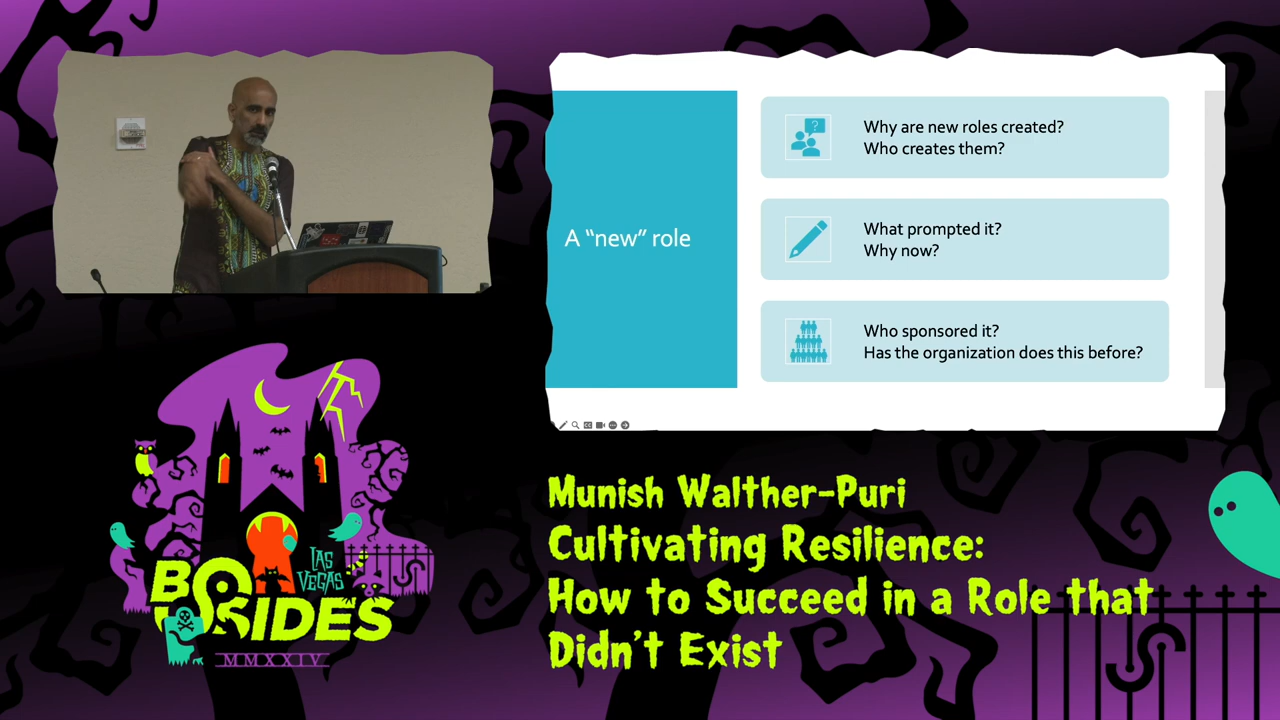 A “new” role
Why are new roles created?
Who creates them?
What prompted it?
Why now?
Who sponsored it?
Has the organization does this before?
LAS
VEGAS
BSIDES
MMXXIV
Munish Walther-Puri
Cultivating Resilience:
How to Succeed in a Role that
Didn't Exist